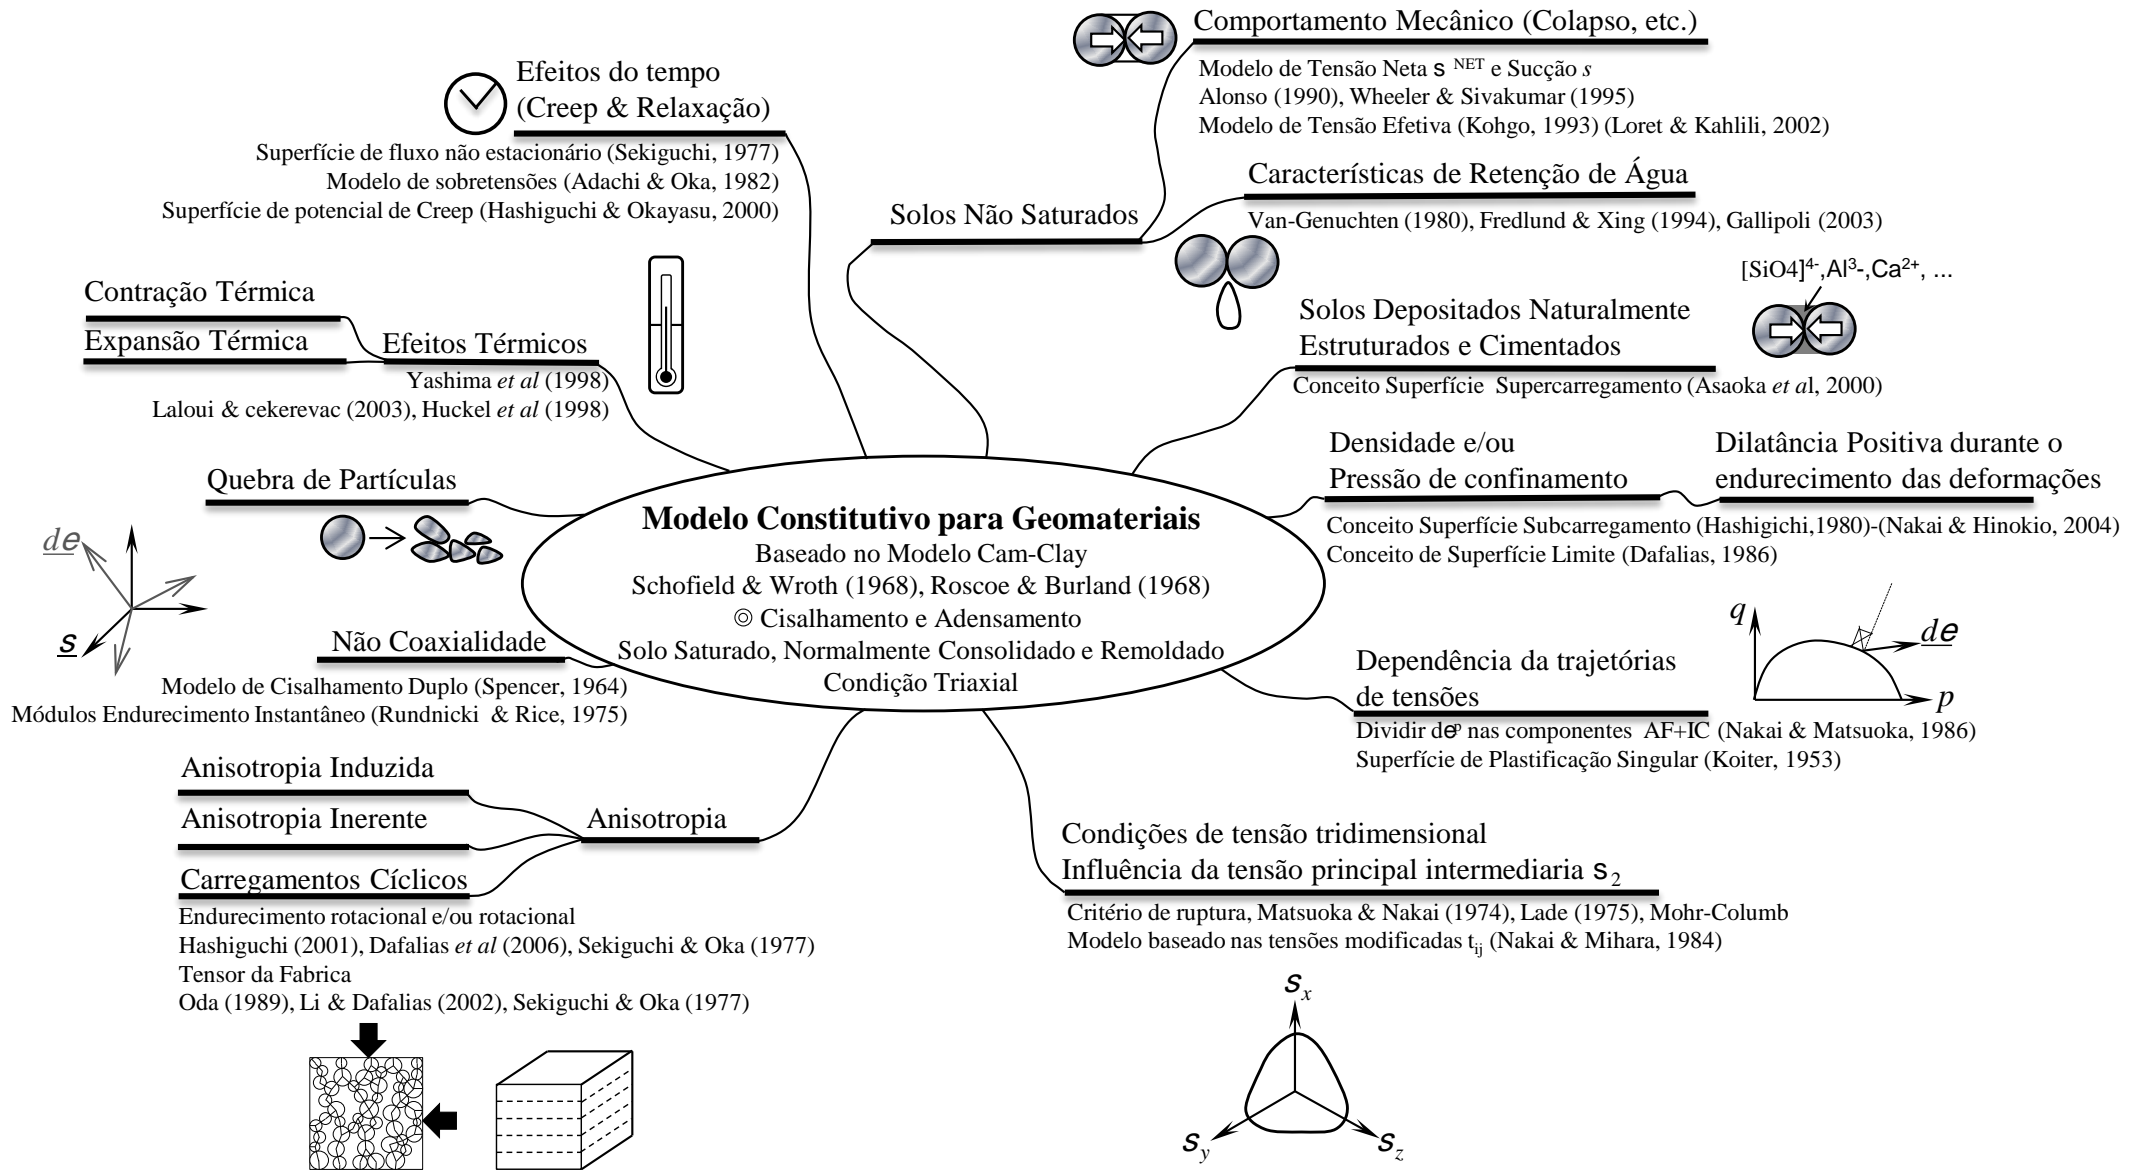 Comportamento Mecânico (Colapso, etc.)
Modelo de Tensão Neta s NET e Sucção s
Alonso (1990), Wheeler & Sivakumar (1995)
Modelo de Tensão Efetiva (Kohgo, 1993) (Loret & Kahlili, 2002)
Efeitos do tempo
(Creep & Relaxação)
Superfície de fluxo não estacionário (Sekiguchi, 1977)
Modelo de sobretensões (Adachi & Oka, 1982)
Superfície de potencial de Creep (Hashiguchi & Okayasu, 2000)
Solos Não Saturados
Características de Retenção de Água
Van-Genuchten (1980), Fredlund & Xing (1994), Gallipoli (2003)
[SiO4]4-,Al3-,Ca2+, ...
Solos Depositados Naturalmente
Estruturados e Cimentados
Conceito Superfície Supercarregamento (Asaoka et al, 2000)
Contração Térmica
Expansão Térmica
Efeitos Térmicos
Yashima et al (1998)
Laloui & cekerevac (2003), Huckel et al (1998)
Densidade e/ou
Pressão de confinamento
Dilatância Positiva durante o
endurecimento das deformações
Conceito Superfície Subcarregamento (Hashigichi,1980)-(Nakai & Hinokio, 2004)
Conceito de Superfície Limite (Dafalias, 1986)
Quebra de Partículas
Modelo Constitutivo para Geomateriais
Baseado no Modelo Cam-Clay
Schofield & Wroth (1968), Roscoe & Burland (1968)
◎ Cisalhamento e Adensamento
Solo Saturado, Normalmente Consolidado e Remoldado
Condição Triaxial
de
s
Não Coaxialidade
Modelo de Cisalhamento Duplo (Spencer, 1964)
Módulos Endurecimento Instantâneo (Rundnicki & Rice, 1975)
q
de
p
Dependência da trajetórias
de tensões
Dividir dep nas componentes AF+IC (Nakai & Matsuoka, 1986)
Superfície de Plastificação Singular (Koiter, 1953)
Anisotropia Induzida
Anisotropia Inerente
Carregamentos Cíclicos
Anisotropia
Endurecimento rotacional e/ou rotacional
Hashiguchi (2001), Dafalias et al (2006), Sekiguchi & Oka (1977)
Tensor da Fabrica
Oda (1989), Li & Dafalias (2002), Sekiguchi & Oka (1977)
Condições de tensão tridimensional
Influência da tensão principal intermediaria s2
Critério de ruptura, Matsuoka & Nakai (1974), Lade (1975), Mohr-Columb
Modelo baseado nas tensões modificadas tij (Nakai & Mihara, 1984)
sx
sy
sz